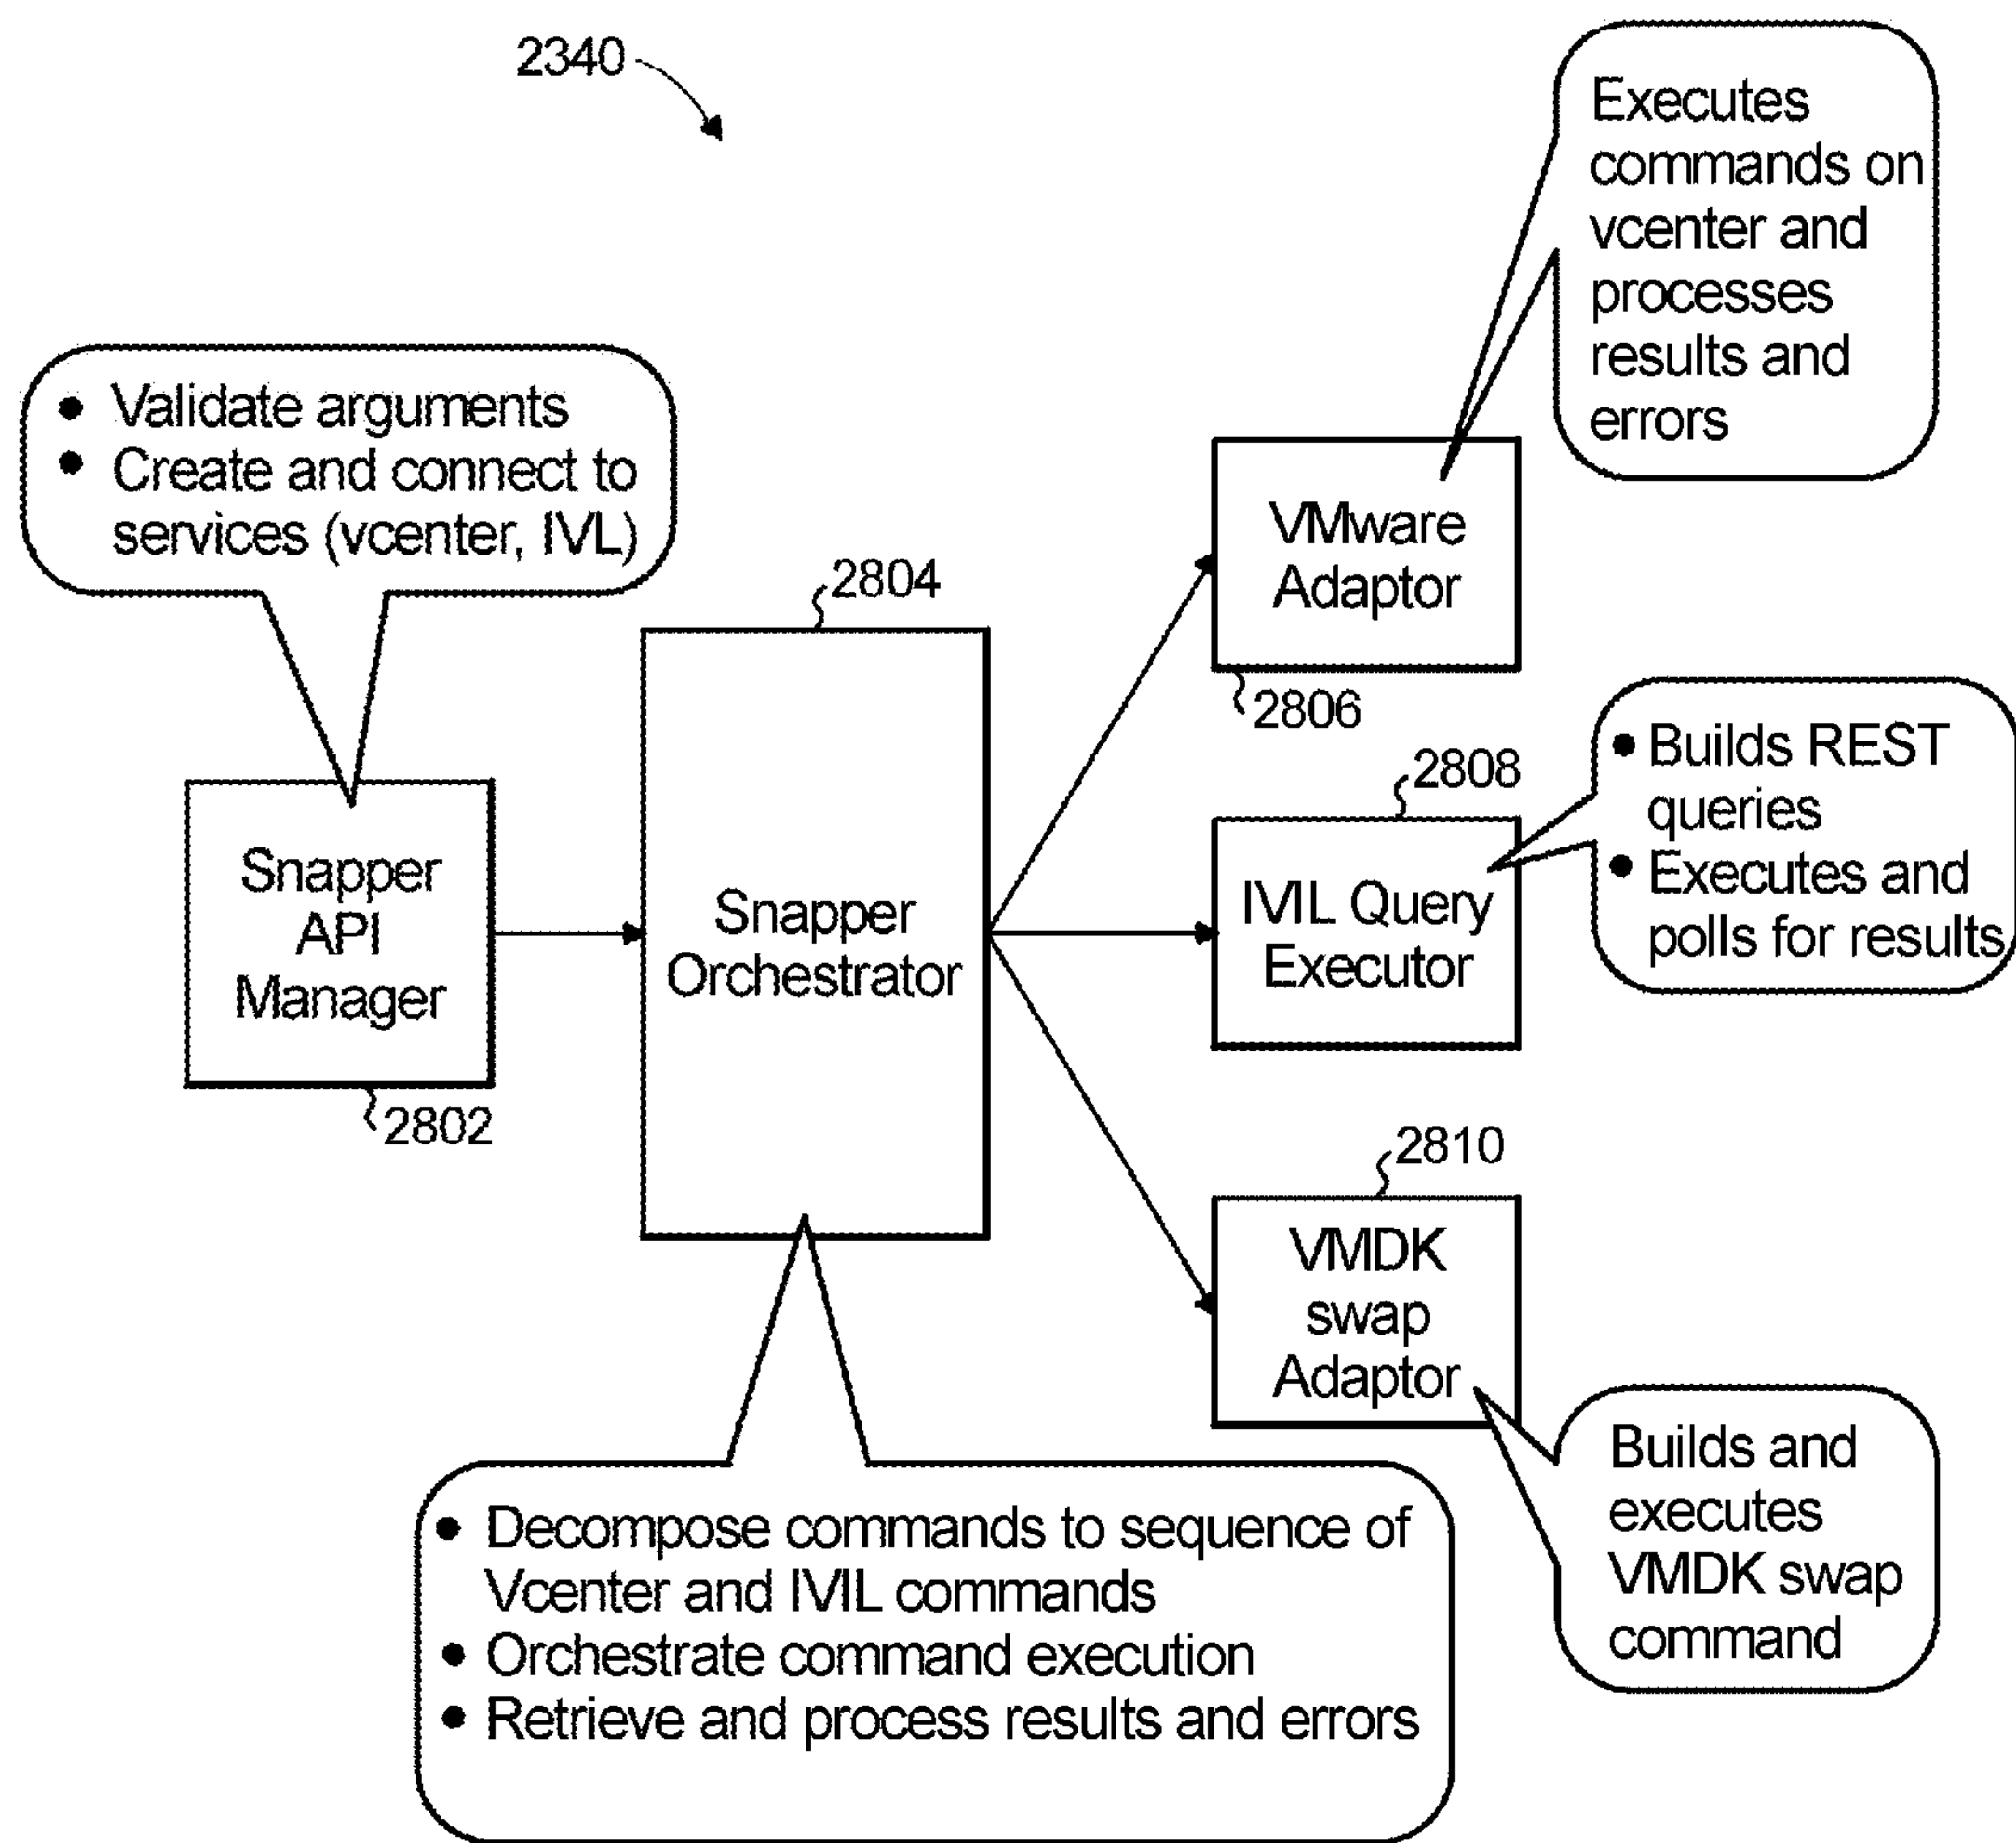 2340
Executes
commands on
vcenter and
processes
results and
errors
• Validate arguments
• Create and connect to
services (vcenter, IVL)
2804
VMware
Adaptor
2806
Snapper
API
Manager
2802
Snapper
Orchestrator
2808
IVIL Query
Executor
• Builds REST
queries
• Executes and
polls for results
2810
VMDK
swap
Adaptor
Builds and
executes
VMDK swap
command
• Decompose commands to sequence of
Vcenter and IVIL commands
• Orchestrate command execution
• Retrieve and process results and errors